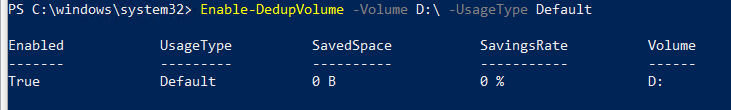 PS C:\windows\system32> Enable-DedupVolume -Volume D:\ -UsageType Default
Enabled UsageType SavedSpace SavingsRate Volume
------- --------- ---------- ----------- ------
True Default 0 B 0 % D: